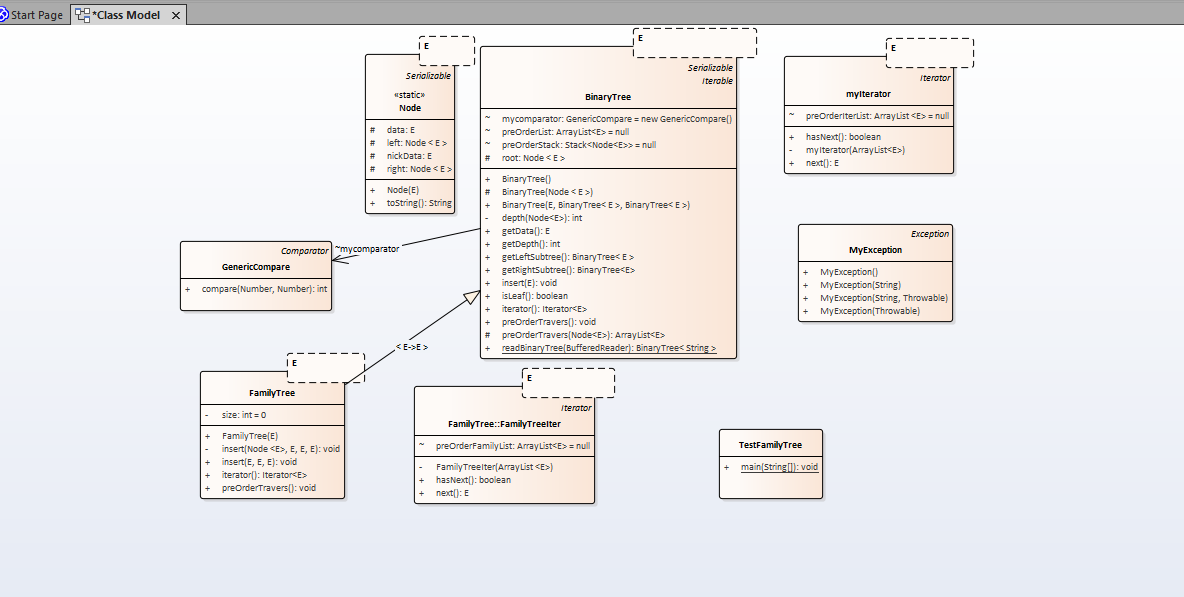 Start Page
*Class Model
E
Serializable
«static»
Node
# data: E
# left: Node < E >
# nickData: E
# right: Node < E >
+ Node(E)
+ toString(): String
E
Serializable
Iterable
BinaryTree
~ mycomparator: GenericCompare = new GenericCompare()
~ preOrderList: ArrayList<E> = null
~ preOrderStack: Stack<Node<E>> = null
# root: Node < E >
+ BinaryTree()
# BinaryTree(Node < E >)
+ BinaryTree(E, BinaryTree< E >, BinaryTree< E >)
- depth(Node<E>): int
+ getData(): E
+ getDepth(): int
+ getLeftSubtree(): BinaryTree< E >
+ getRightSubtree(): BinaryTree<E>
+ insert(E): void
+ isLeaf(): boolean
+ iterator(): Iterator<E>
+ preOrderTravers(): void
# preOrderTravers(Node<E>): ArrayList<E>
+ readBinaryTree(BufferedReader): BinaryTree< String >
E
Iterator
myIterator
~ preOrderIterList: ArrayList <E> = null
+ hasNext(): boolean
- myIterator(ArrayList<E>)
+ next(): E
Exception
MyException
+ MyException()
+ MyException(String)
+ MyException(String, Throwable)
+ MyException(Throwable)
Comparator
GenericCompare
+ compare(Number, Number): int
~mycomparator
< E->E >
E
FamilyTree
- size: int = 0
+ FamilyTree(E)
- insert(Node <E>, E, E, E): void
+ insert(E, E, E): void
+ iterator(): Iterator<E>
+ preOrderTravers(): void
E
Iterator
FamilyTree::FamilyTreeIter
~ preOrderFamilyList: ArrayList<E> = null
- FamilyTreeIter(ArrayList <E>)
+ hasNext(): boolean
+ next(): E
TestFamilyTree
+ main(String[]): void